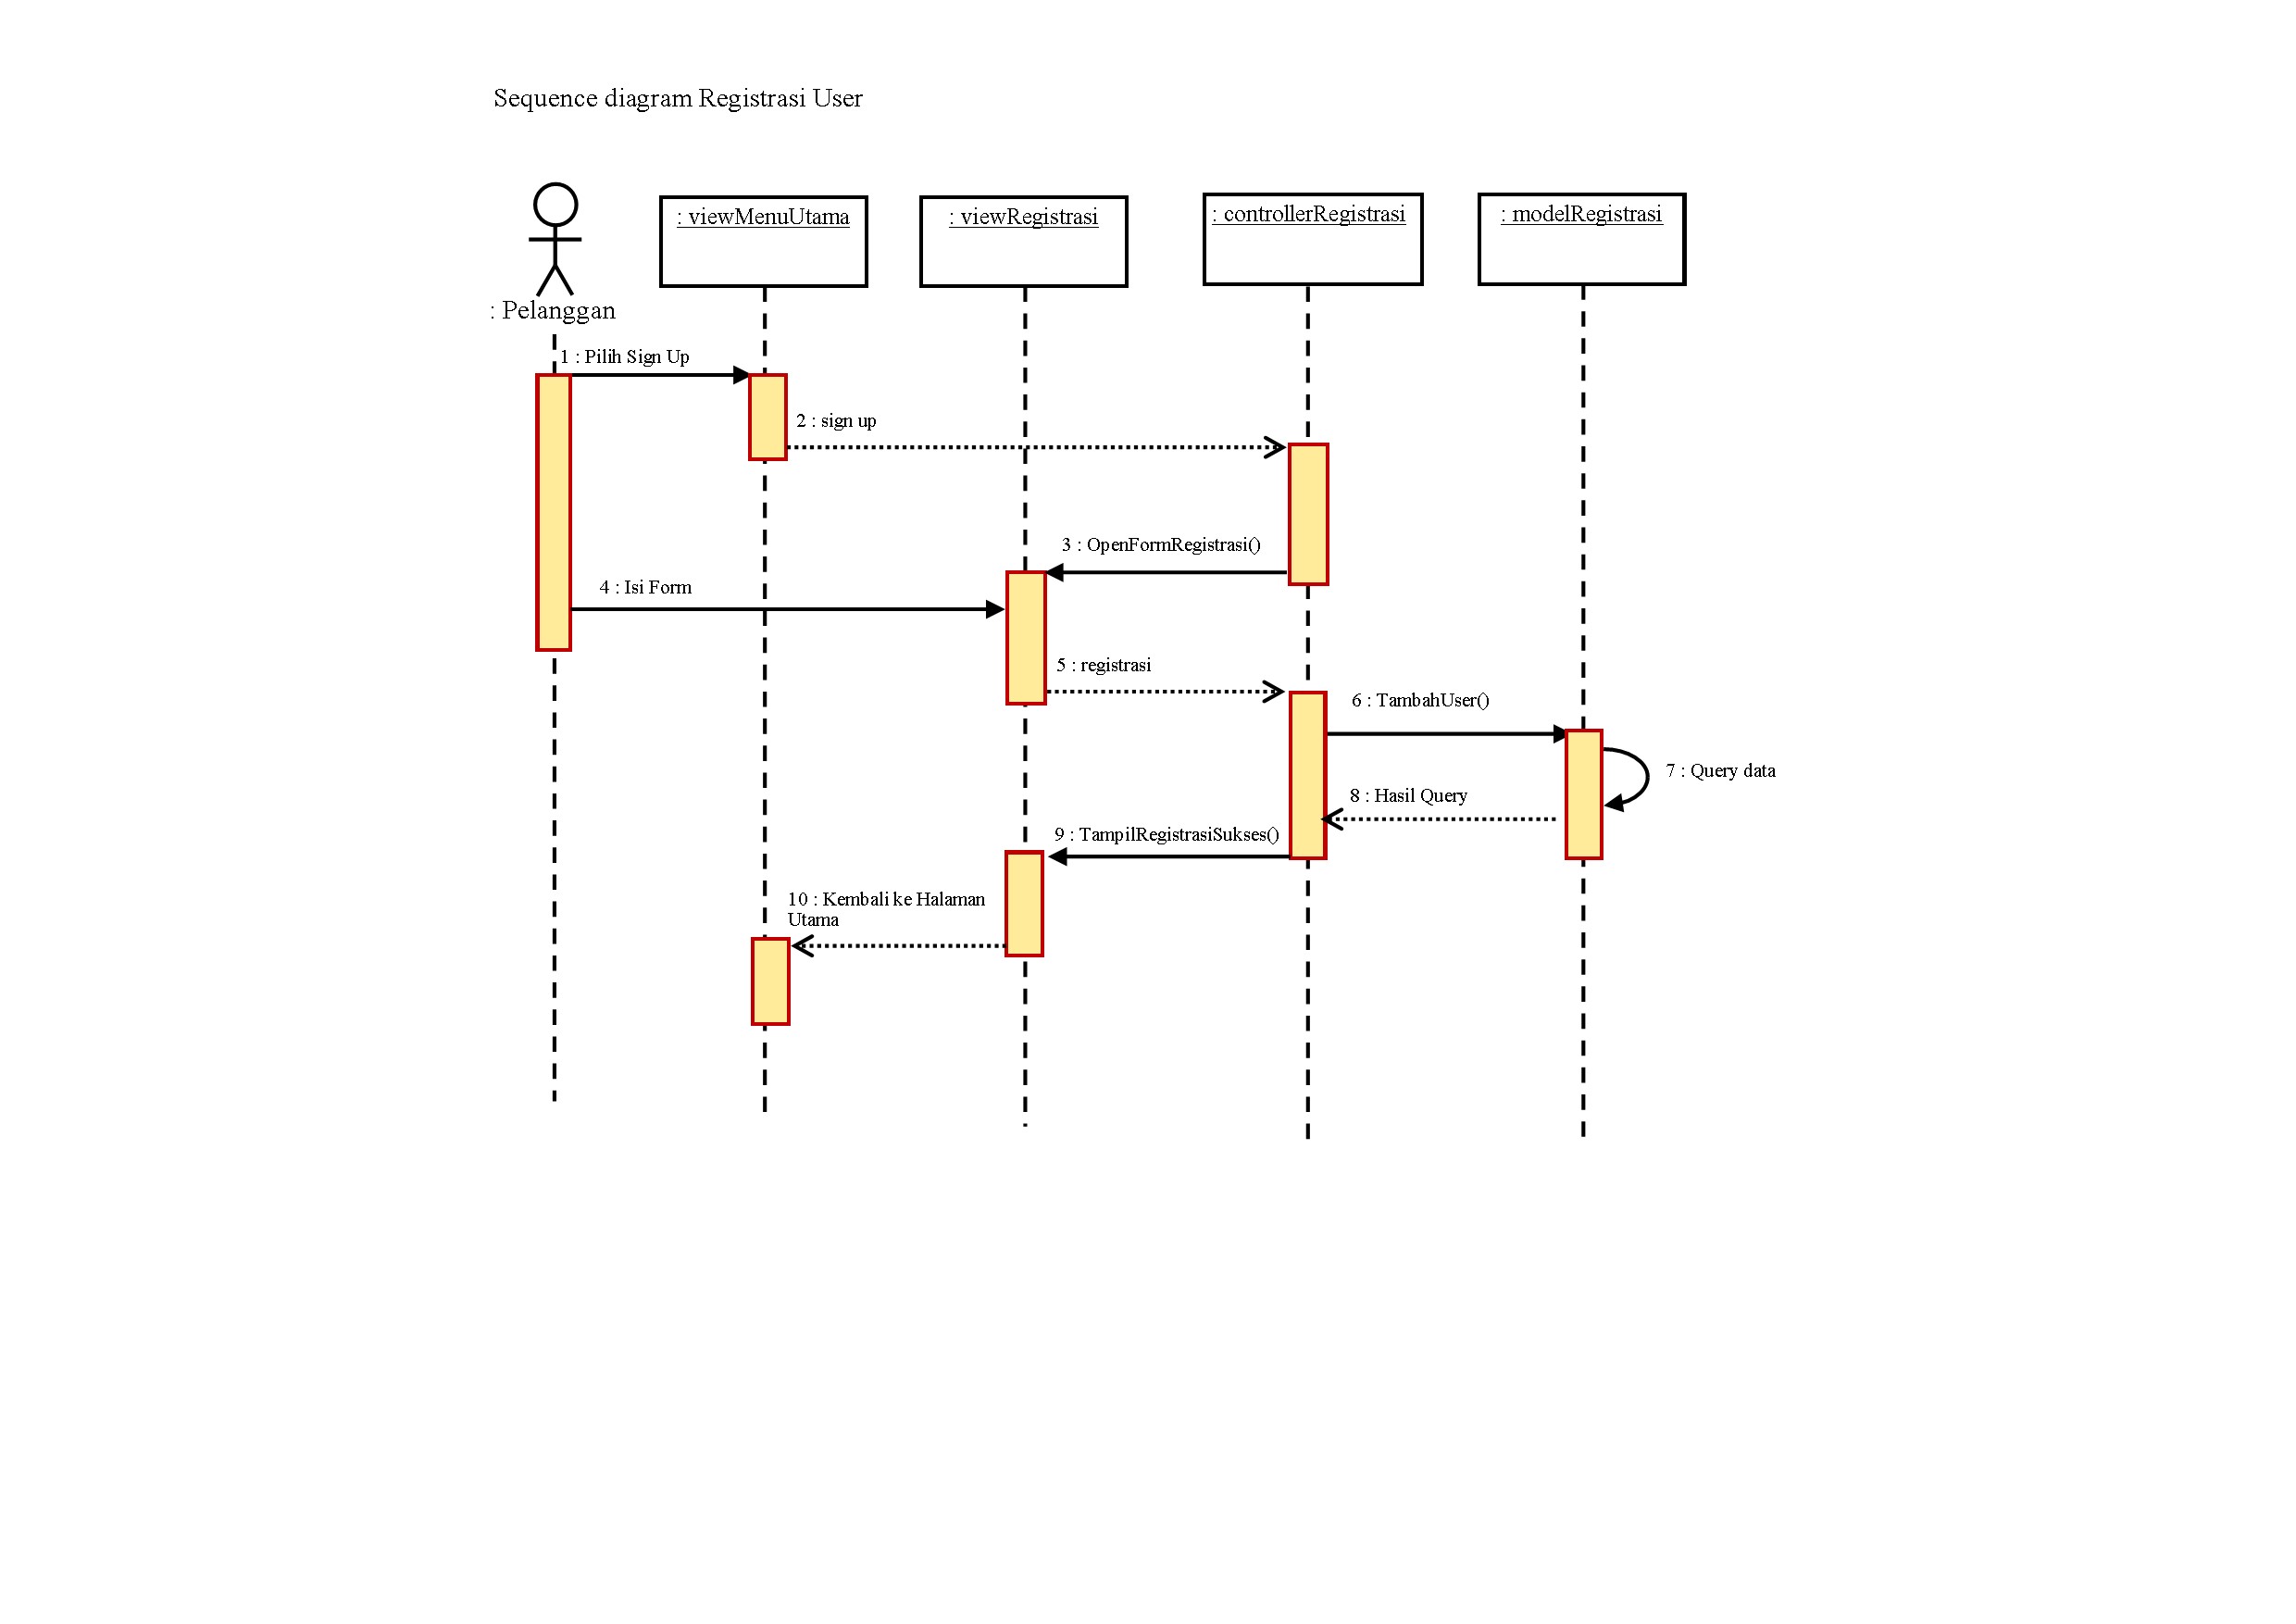 Sequence diagram Registrasi User
: viewMenuUtama
: viewRegistrasi
: controllerRegistrasi
: modelRegistrasi
: Pelanggan
1 : Pilih Sign Up
2 : sign up
3 : OpenFormRegistrasi()
4 : Isi Form
5 : registrasi
6 : TambahUser()
7 : Query data
8 : Hasil Query
9 : TampilRegistrasiSukses()
10 : Kembali ke Halaman
Utama